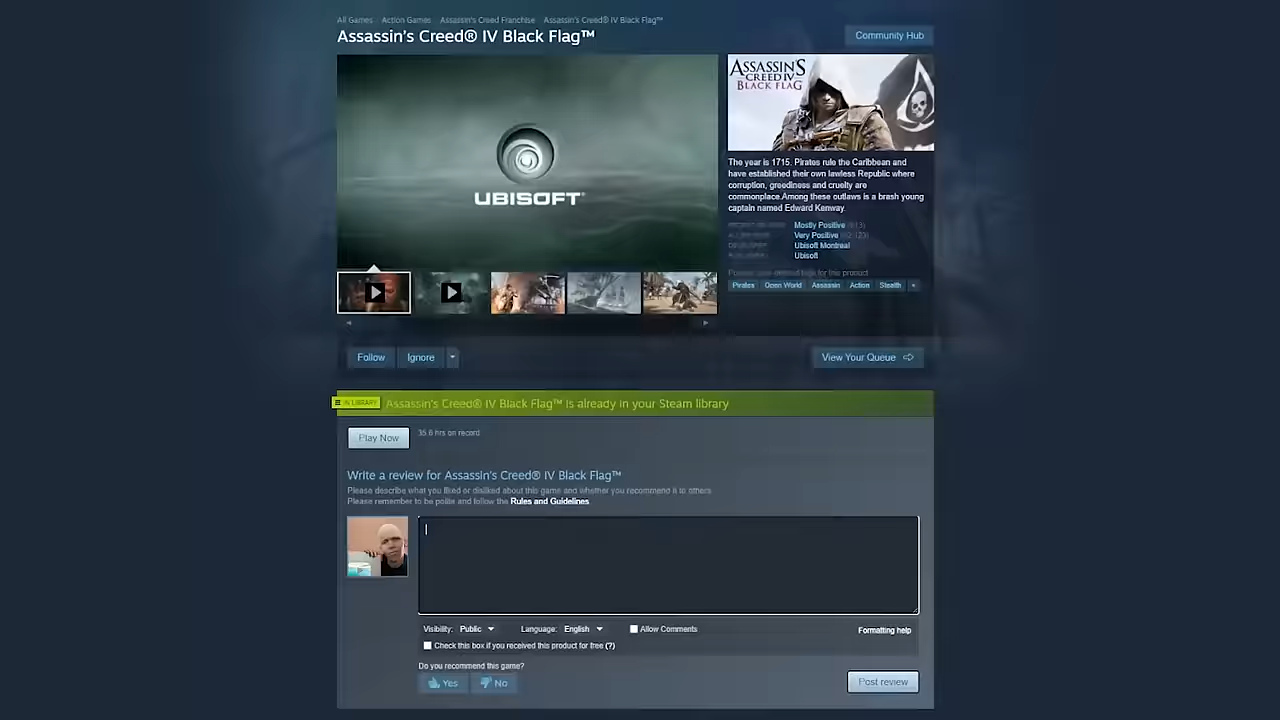 All Games Action Games Assassin's Creed Franchise Assassin's Creed® IV Black Flag™
Assassin's Creed® IV Black Flag™
Community Hub
UBISOFT
ASSASSIN'S
CREED IV
BLACK FLAG
The year is 1715. Pirates rule the Caribbean and
have established their own lawless Republic where
corruption, greediness and cruelty are
commonplace.Among these outlaws is a brash young
captain named Edward Kenway.
Mostly Positive
Very Positive
Ubisoft Montreal
Ubisoft
tags for this product
Pirates Open World Assassin Action Stealth +
Follow Ignore
View Your Queue
IN LIBRARY Assassin's Creed® IV Black Flag™ is already in your Steam library
Play Now 35.6 hrs on record
Write a review for Assassin's Creed® IV Black Flag™
Please describe what you liked or disliked about this game and whether you recommend it to others.
Please remember to be polite and follow the Rules and Guidelines.
Visibility: Public Language: English Allow Comments Formatting help
Check this box if you received this product for free (?)
Do you recommend this game?
Yes No
Post review